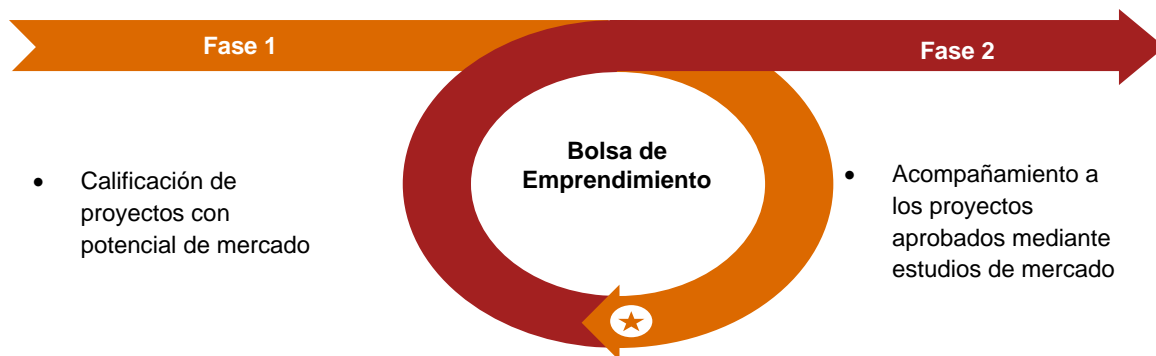 Fase 1
Fase 2
Bolsa de
Emprendimiento
• Calificación de
proyectos con
potencial de mercado
• Acompañamiento a
los proyectos
aprobados mediante
estudios de mercado